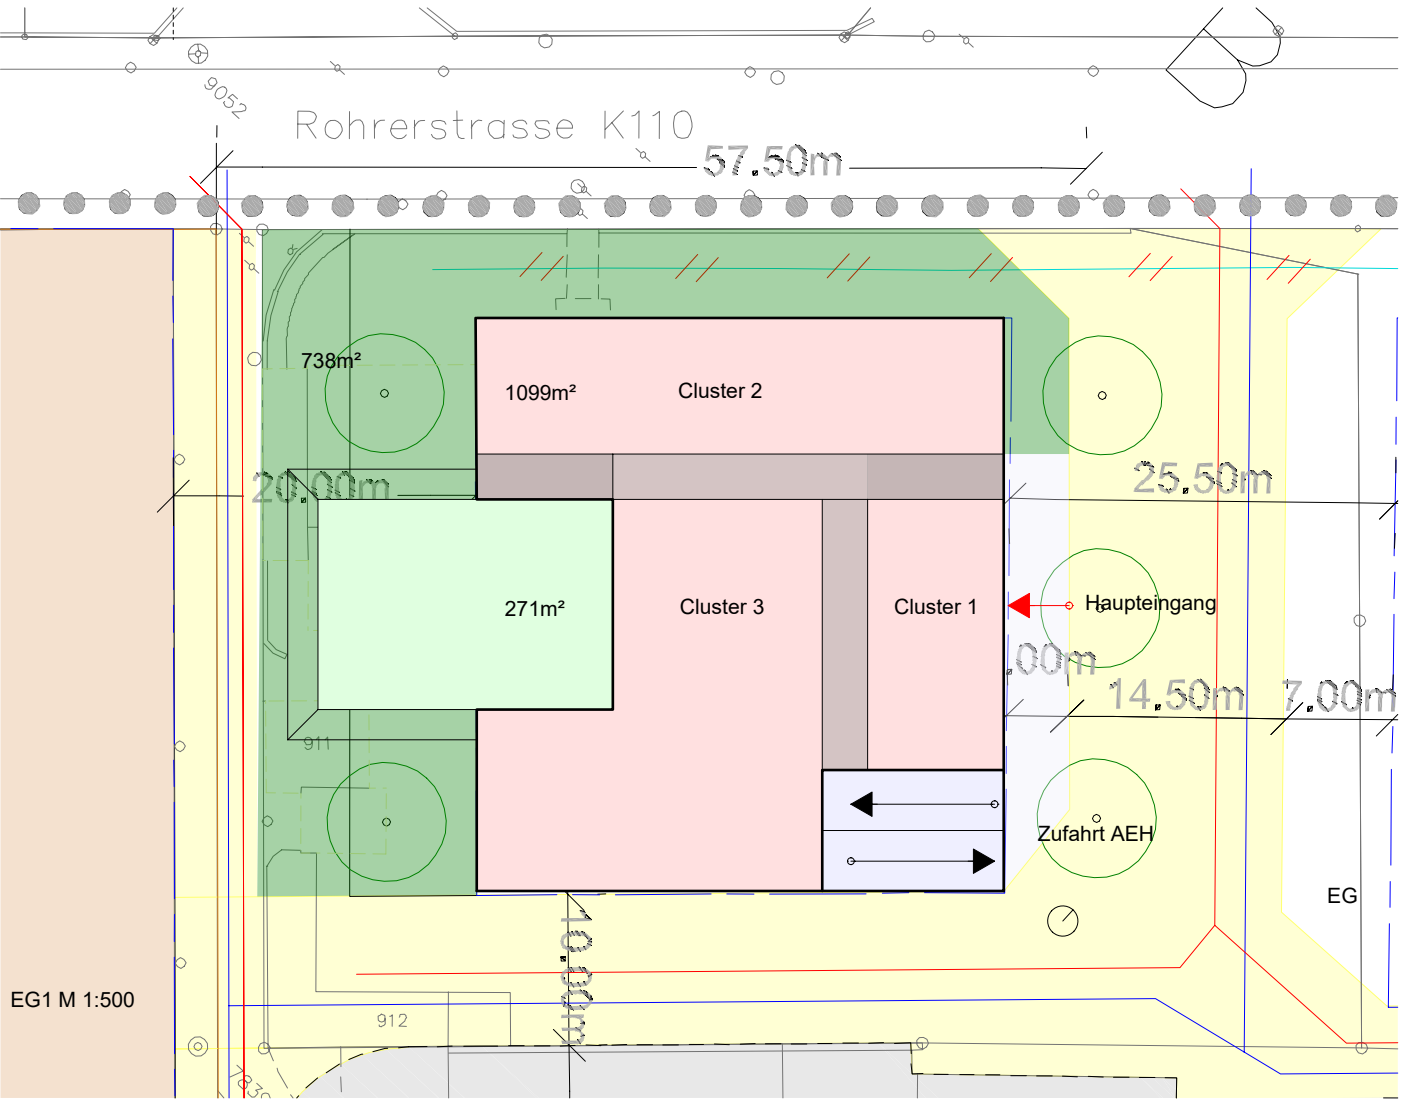 9052
Rohrerstrasse K110
57.50m
738m²
1099m²
Cluster 2
20.00m
25.50m
271m²
Cluster 3
Cluster 1
Haupteingang
.00m
14.50m
7.00m
911
Zufahrt AEH
EG
10.00m
EG1 M 1:500
912